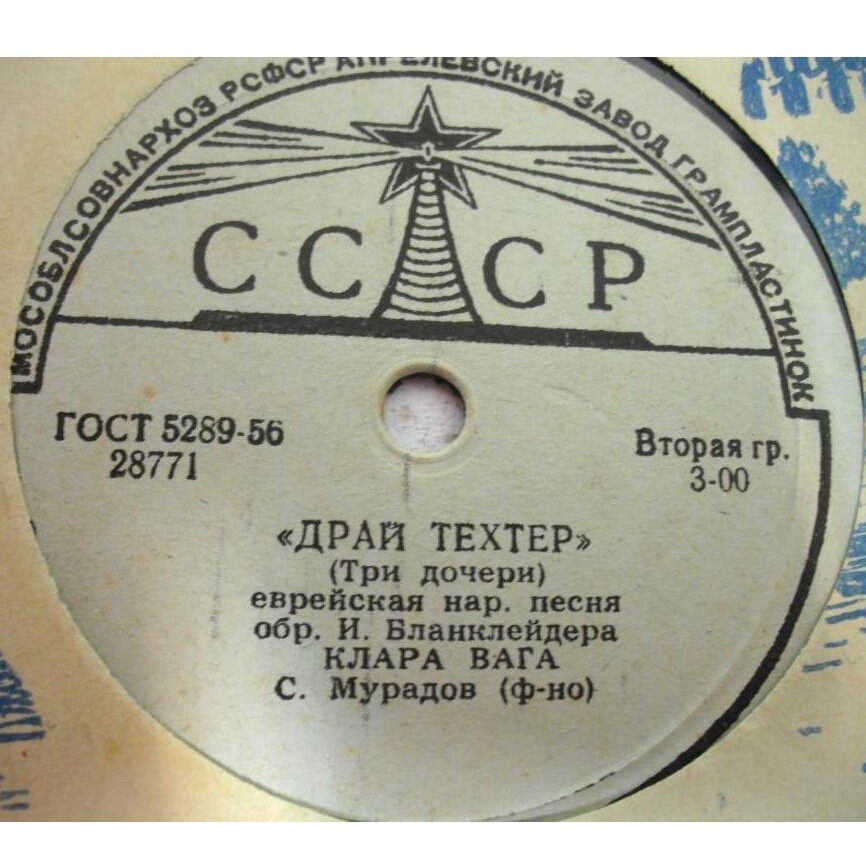 МОСОБЛСОВНАРХОЗ РСФСР АПРЕЛЕВСКИЙ ЗАВОД ГРАМПЛАСТИНОК
СССР
ГОСТ 5289-56
28771
Вторая гр.
3-00
«ДРАЙ ТЕХТЕР»
(Три дочери)
еврейская нар. песня
обр. И. Бланклейдера
КЛАРА ВАГА
С. Мурадов (ф-но)